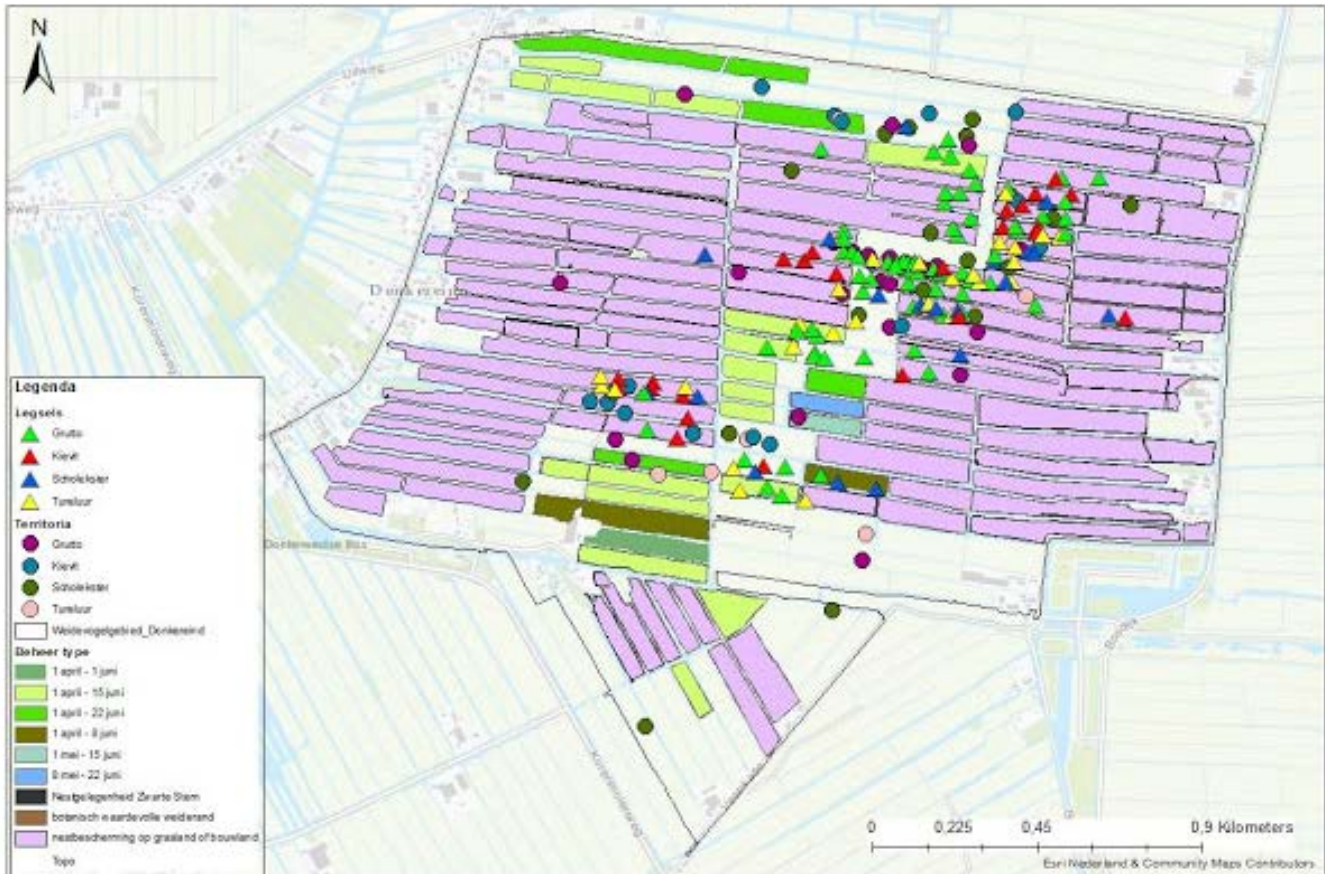 N
Donkereind
Legenda
Legsels
Grutto
Kievit
Scholekster
Tureluur
Territoria
Grutto
Kievit
Scholekster
Tureluur
Weidevogelgebied_Donkereind
Beheer type
1 april - 1 juni
1 april - 15 juni
1 april - 22 juni
1 april - 8 juni
1 mei - 15 juni
8 mei - 22 juni
Nestgelegenheid Zwarte Stern
botanisch waardevolle weiderand
nestbescherming op grasland of bouwland
Topo
0 0,225 0,45 0,9 Kilometers
Esri Nederland & Community Maps Contributors